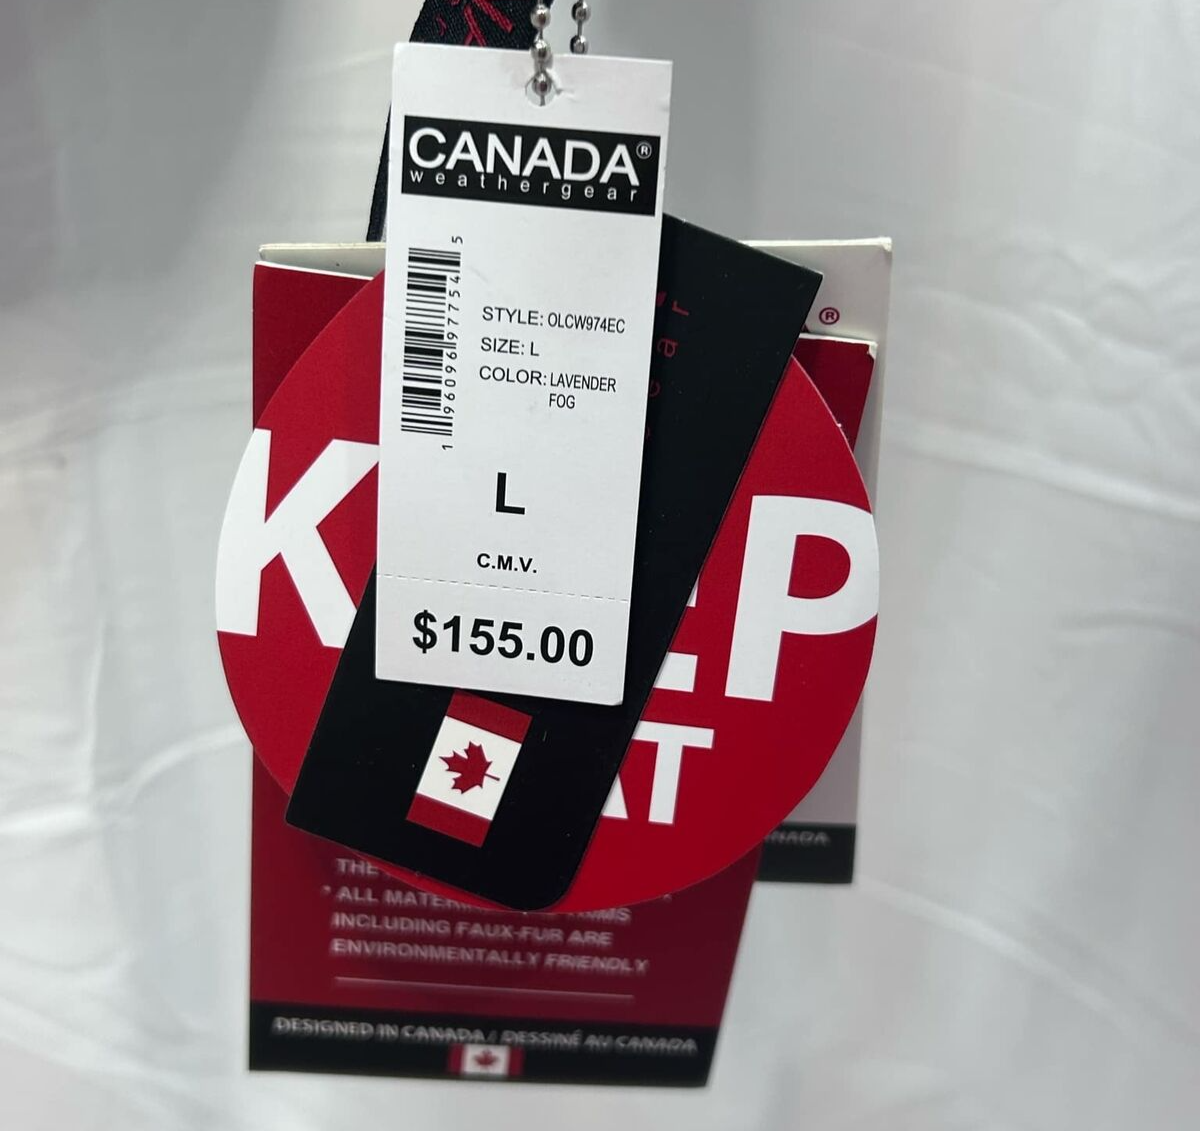 CANADA®
weathergear
STYLE: OLCW974EC
SIZE: L
COLOR: LAVENDER
FOG
1 96096 97754 5
L
C.M.V.
$155.00
K P
AT
®
THE
* ALL MATERI
INCLUDING FAUX-FUR ARE
ENVIRONMENTALLY FRIENDLY
DESIGNED IN CANADA / DESSINÉ AU CANADA